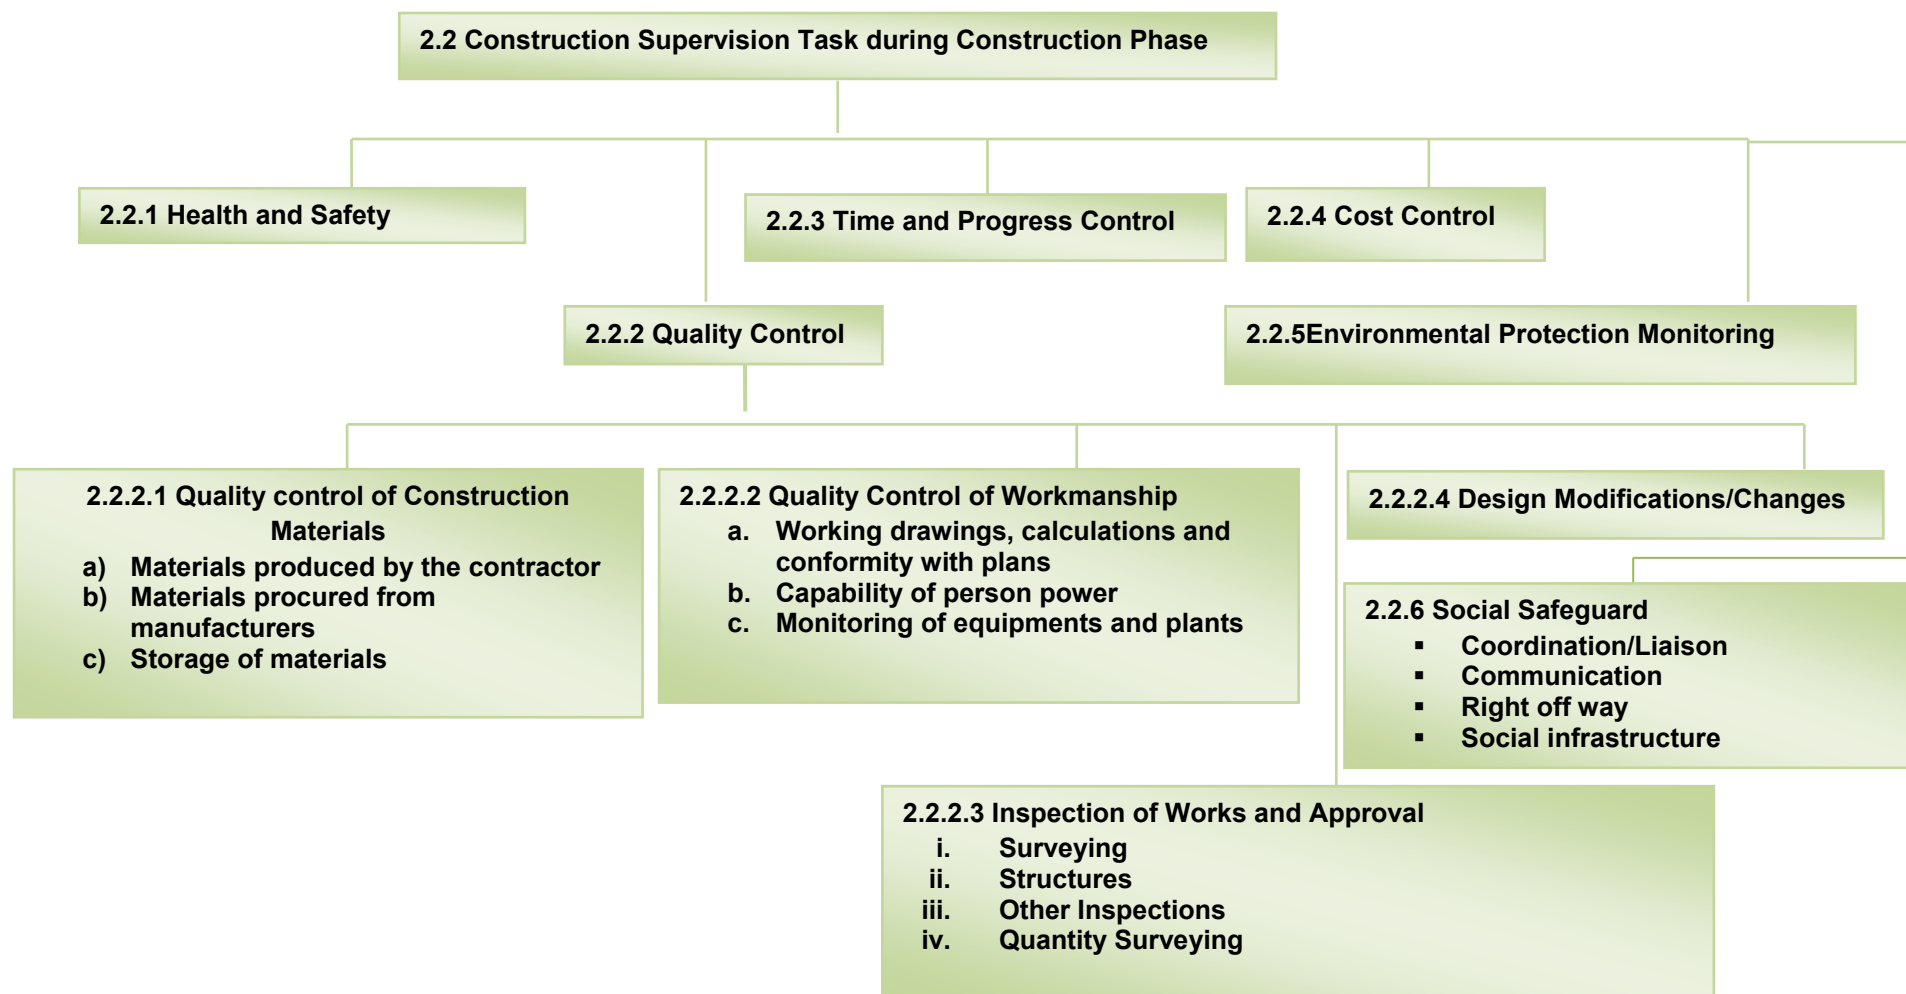 2.2 Construction Supervision Task during Construction Phase
2.2.1 Health and Safety
2.2.3 Time and Progress Control
2.2.4 Cost Control
2.2.2 Quality Control
2.2.5Environmental Protection Monitoring
2.2.2.1 Quality control of Construction
Materials
a) Materials produced by the contractor
b) Materials procured from
manufacturers
c) Storage of materials
2.2.2.2 Quality Control of Workmanship
a. Working drawings, calculations and
conformity with plans
b. Capability of person power
c. Monitoring of equipments and plants
2.2.2.4 Design Modifications/Changes
2.2.6 Social Safeguard
▪ Coordination/Liaison
▪ Communication
▪ Right off way
▪ Social infrastructure
2.2.2.3 Inspection of Works and Approval
i. Surveying
ii. Structures
iii. Other Inspections
iv. Quantity Surveying